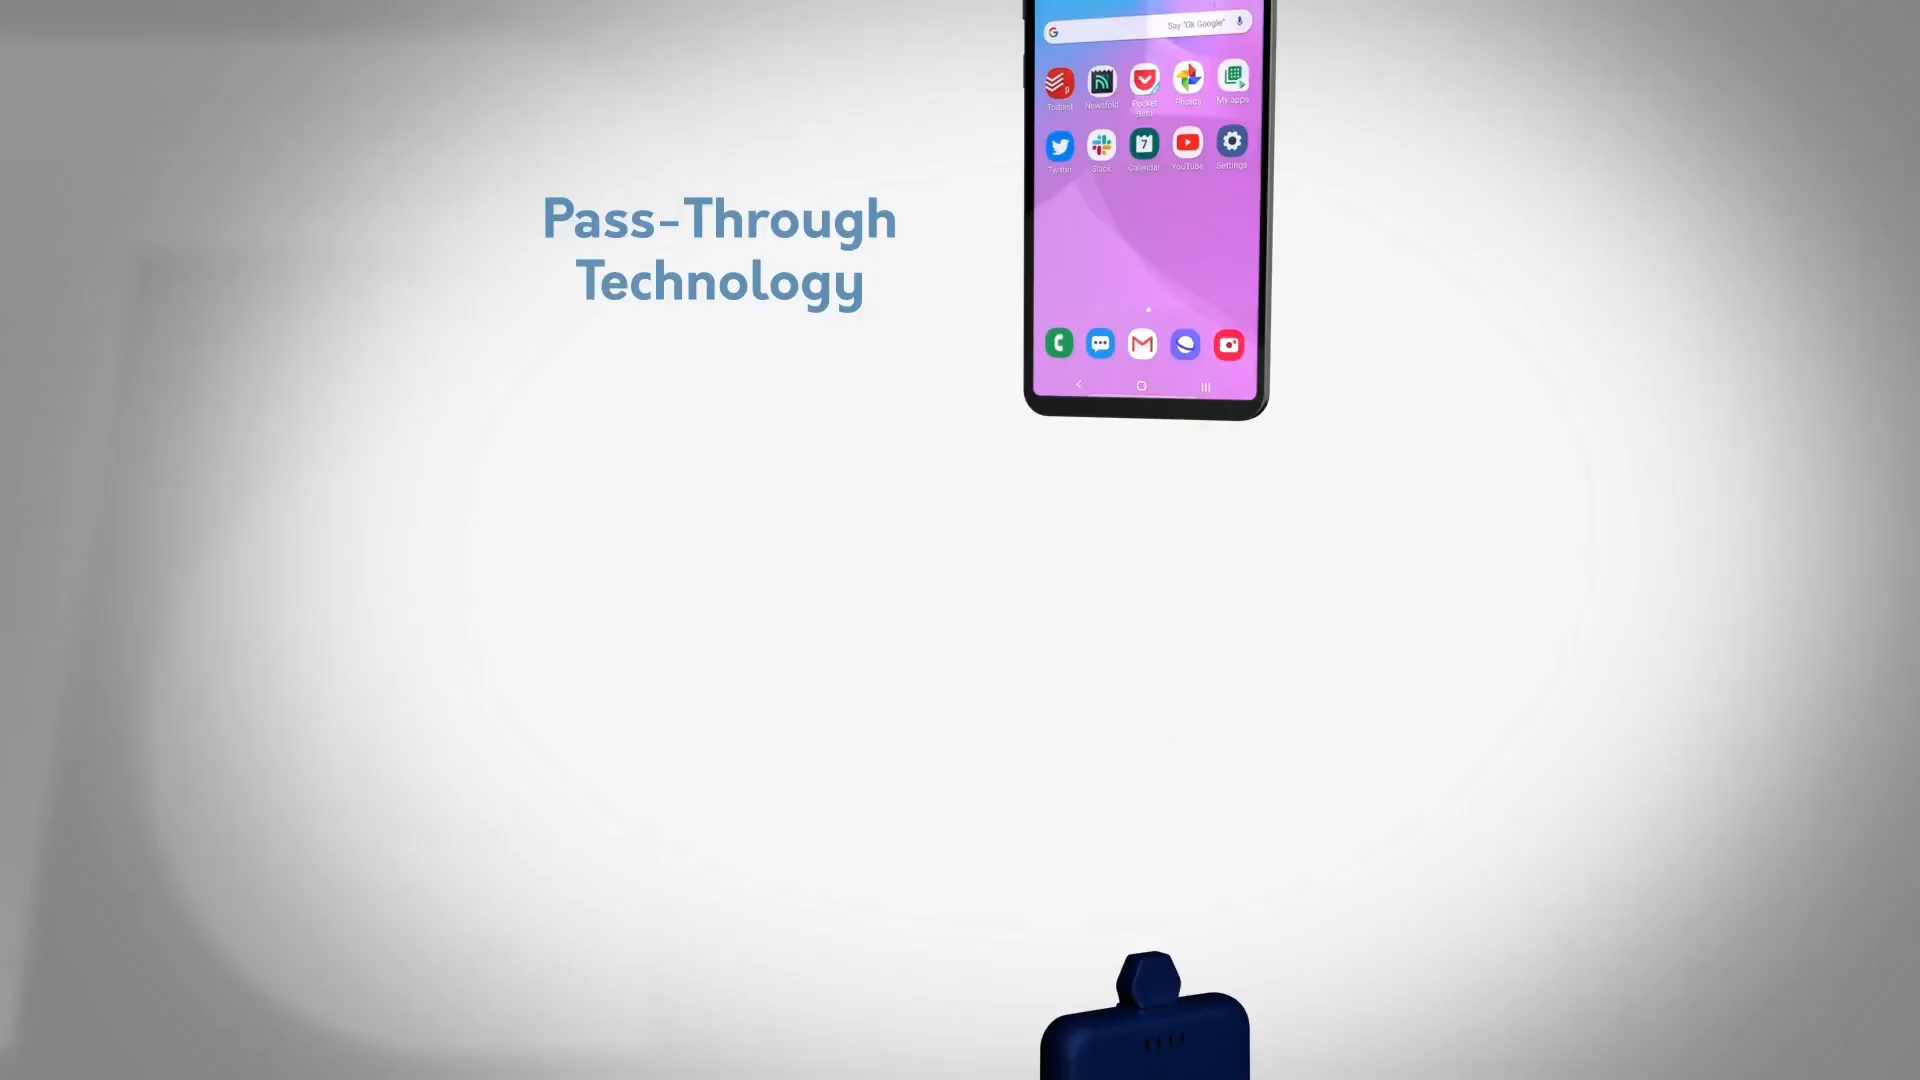 Say "Ok Google"
Todoist Newsfold Pocket Beta Photos My apps
Twitter Slack Calendar YouTube Settings
Pass-Through
Technology